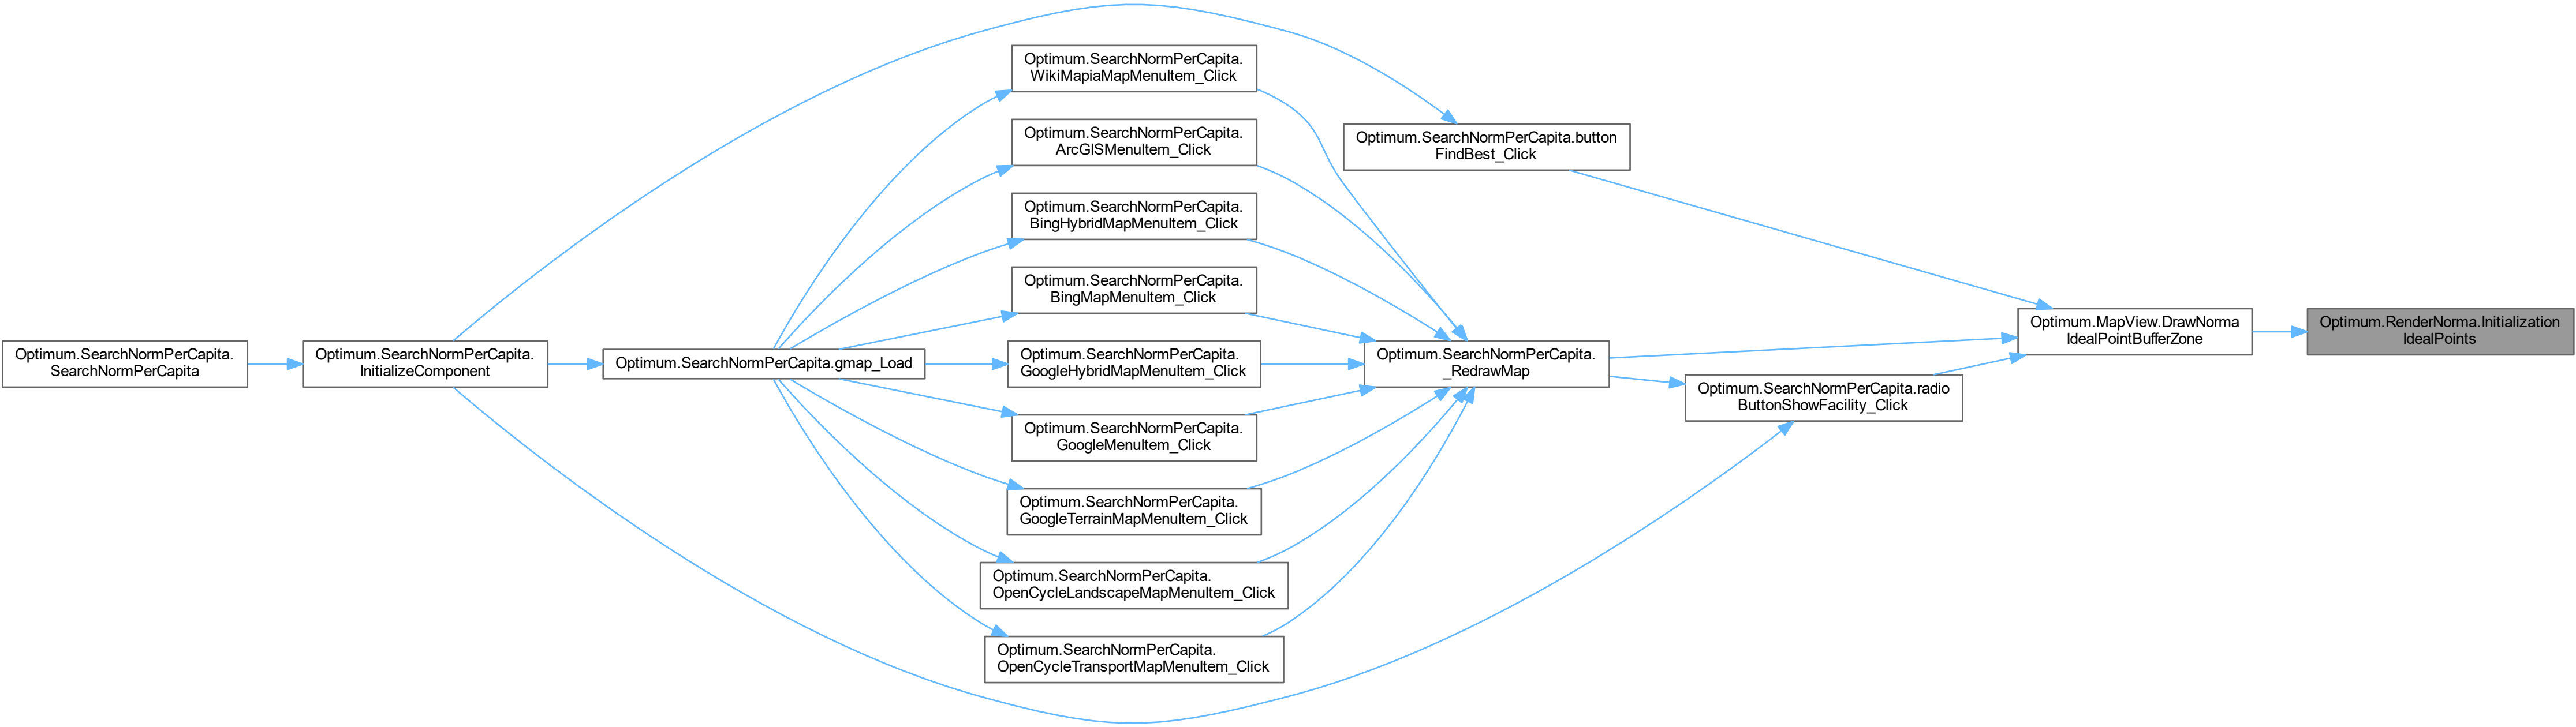 Optimum.SearchNormPerCapita.
SearchNormPerCapita
Optimum.SearchNormPerCapita.
InitializeComponent
Optimum.SearchNormPerCapita.gmap_Load
Optimum.SearchNormPerCapita.
WikiMapiaMapMenuItem_Click
Optimum.SearchNormPerCapita.
ArcGISMenuItem_Click
Optimum.SearchNormPerCapita.
BingHybridMapMenuItem_Click
Optimum.SearchNormPerCapita.
BingMapMenuItem_Click
Optimum.SearchNormPerCapita.
GoogleHybridMapMenuItem_Click
Optimum.SearchNormPerCapita.
GoogleMenuItem_Click
Optimum.SearchNormPerCapita.
GoogleTerrainMapMenuItem_Click
Optimum.SearchNormPerCapita.
OpenCycleLandscapeMapMenuItem_Click
Optimum.SearchNormPerCapita.
OpenCycleTransportMapMenuItem_Click
Optimum.SearchNormPerCapita.button
FindBest_Click
Optimum.SearchNormPerCapita.
_RedrawMap
Optimum.SearchNormPerCapita.radio
ButtonShowFacility_Click
Optimum.MapView.DrawNorma
IdealPointBufferZone
Optimum.RenderNorma.Initialization
IdealPoints